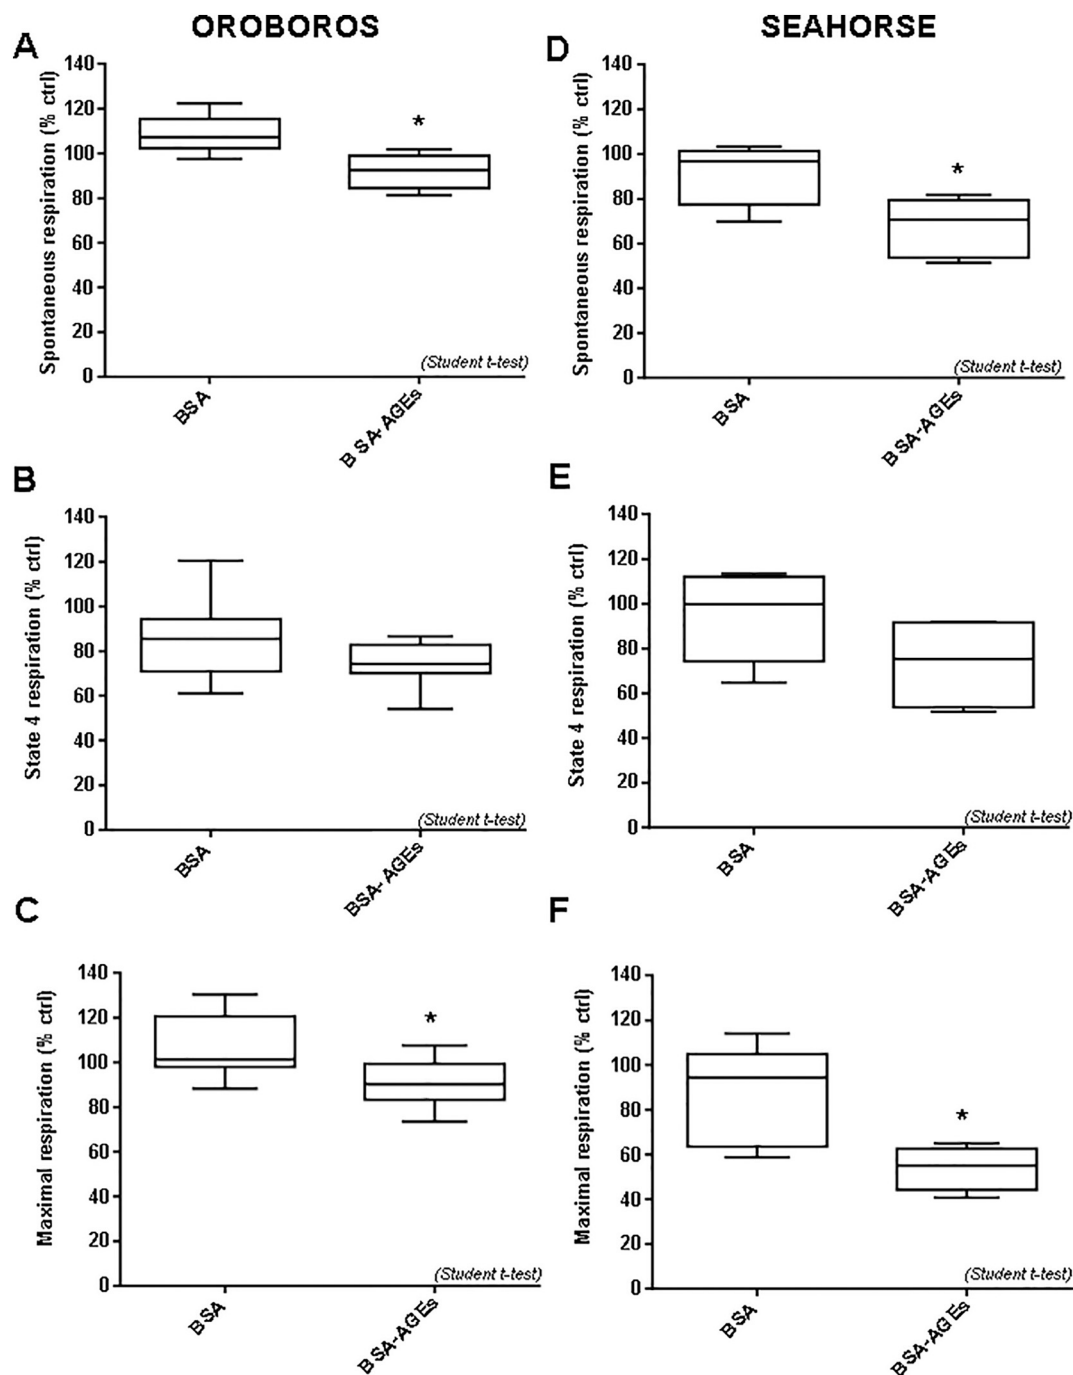 OROBOROS
SEAHORSE
A
Spontaneous respiration (% ctrl)
140
120
100
80
60
40
20
0
*
(Student t-test)
BSA
BSA-AGEs
D
Spontaneous respiration (% ctrl)
140
120
100
80
60
40
20
0
*
(Student t-test)
BSA
BSA-AGEs
B
State 4 respiration (% ctrl)
140
120
100
80
60
40
20
0
(Student t-test)
BSA
BSA-AGEs
E
State 4 respiration (% ctrl)
140
120
100
80
60
40
20
0
(Student t-test)
BSA
BSA-AGEs
C
Maximal respiration (% ctrl)
140
120
100
80
60
40
20
0
*
(Student t-test)
BSA
BSA-AGEs
F
Maximal respiration (% ctrl)
140
120
100
80
60
40
20
0
*
(Student t-test)
BSA
BSA-AGEs